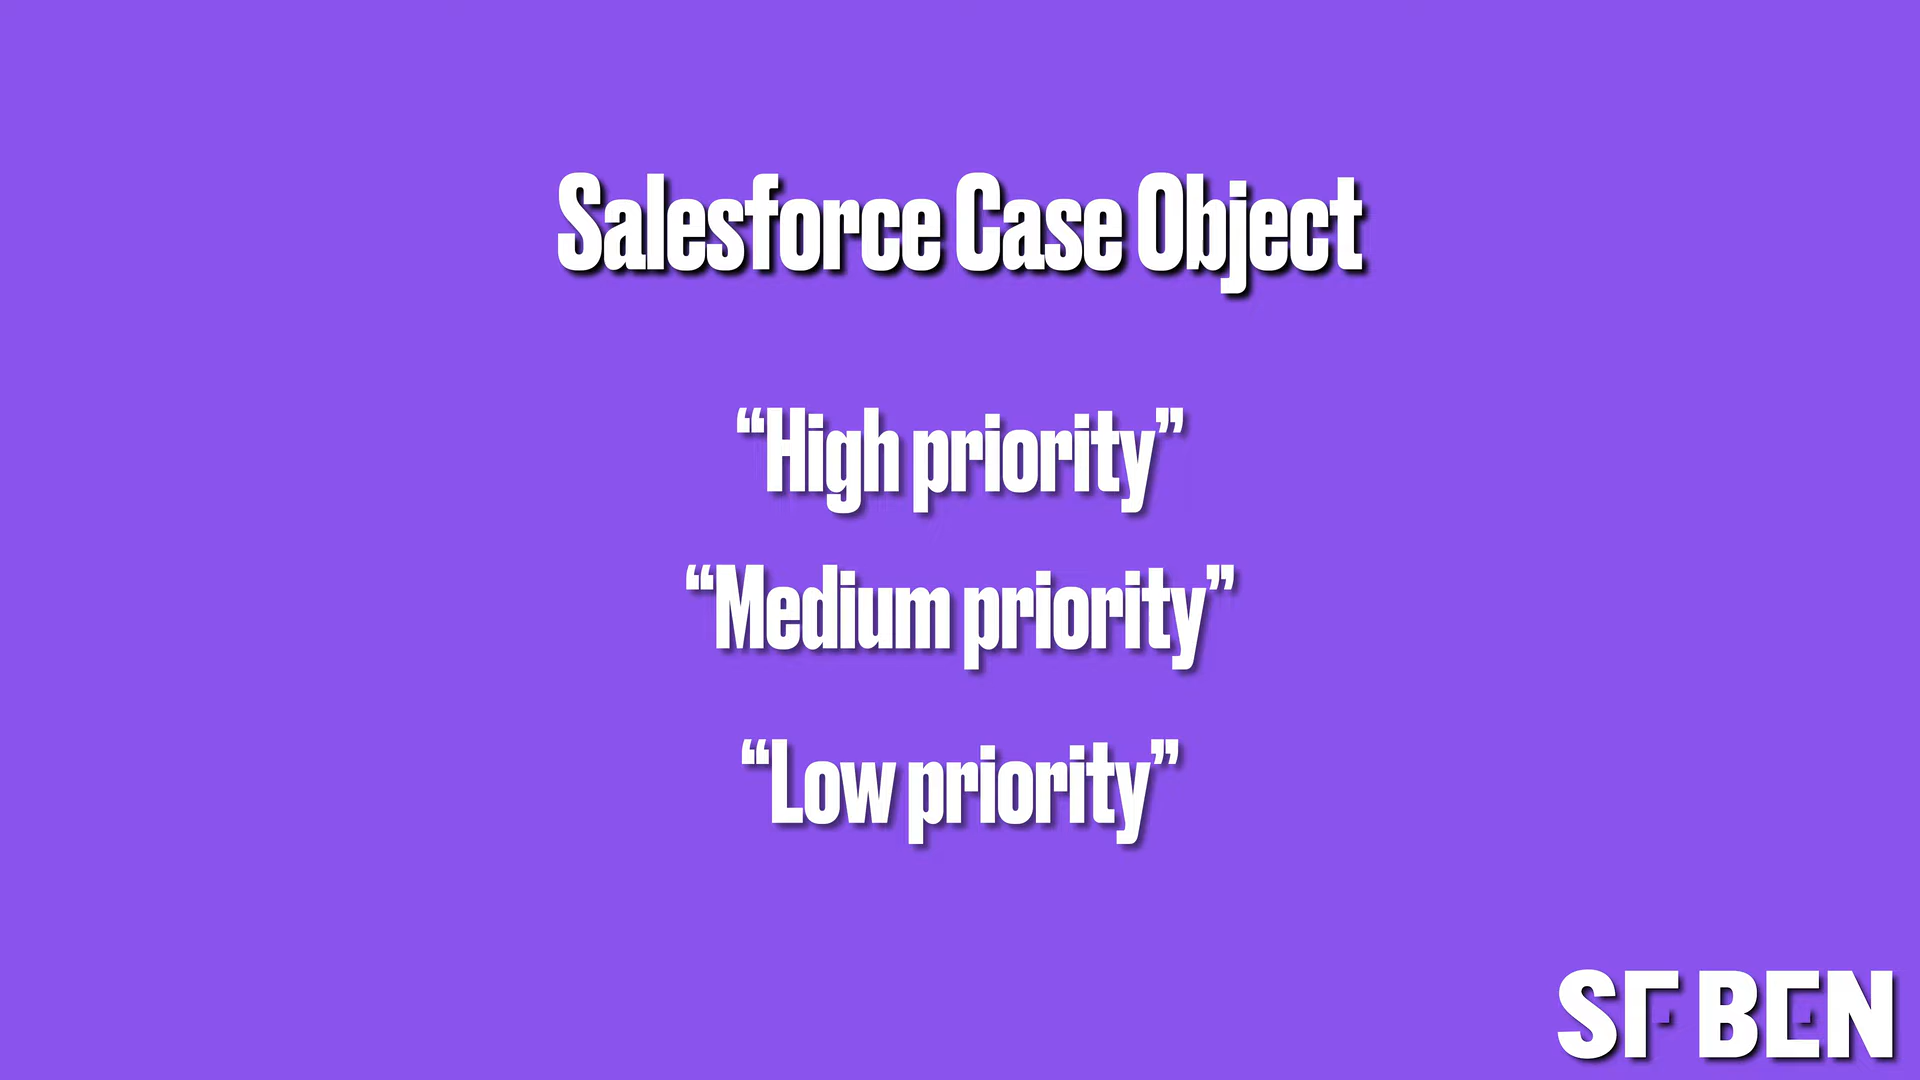 Salesforce Case Object
“High priority”
“Medium priority”
“Low priority”
SF BEN